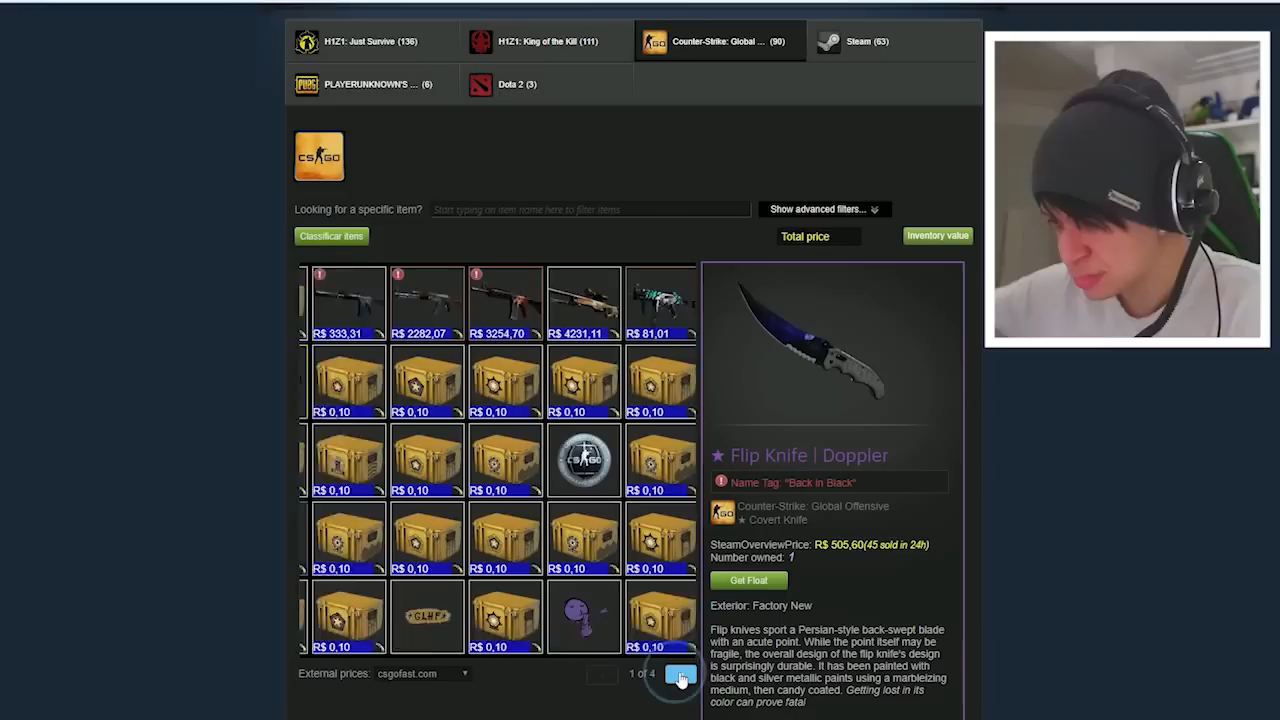 H1Z1: Just Survive (136)
H1Z1: King of the Kill (111)
Counter-Strike: Global ... (90)
Steam (63)
PLAYERUNKNOWN'S ... (6)
Dota 2 (3)
CS GO
Looking for a specific item?
Start typing an item name here to filter items
Show advanced filters...
Classificar itens
Total price
Inventory value
R$ 333,31
R$ 2282,07
R$ 3254,70
R$ 4231,11
R$ 81,01
R$ 0,10
R$ 0,10
R$ 0,10
R$ 0,10
R$ 0,10
R$ 0,10
R$ 0,10
R$ 0,10
CS GO
R$ 0,10
R$ 0,10
R$ 0,10
R$ 0,10
R$ 0,10
R$ 0,10
R$ 0,10
GLHF
R$ 0,10
R$ 0,10
External prices: csgofast.com
1 of 4
★ Flip Knife | Doppler
Name Tag: "Back in Black"
Counter-Strike: Global Offensive
★ Covert Knife
SteamOverviewPrice: R$ 505,60(45 sold in 24h)
Number owned: 1
Get Float
Exterior: Factory New
Flip knives sport a Persian-style back-swept blade
with an acute point. While the point itself may be
fragile, the overall design of the flip knife's design
is surprisingly durable. It has been painted with
black and silver metallic paints using a marbleizing
medium, then candy coated. Getting lost in its
color can prove fatal